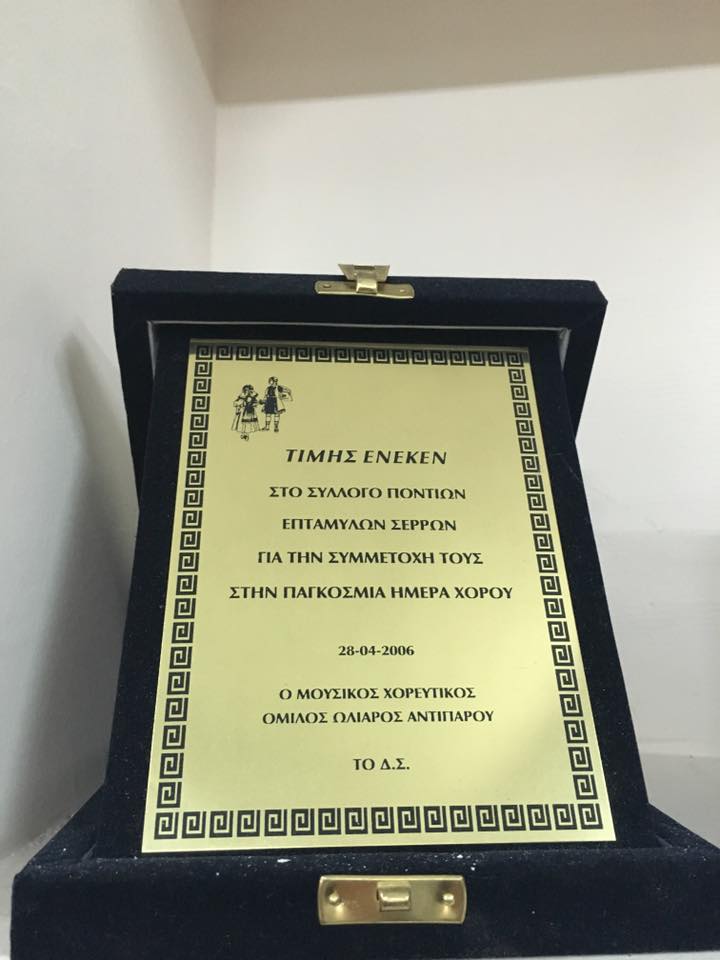 ΤΙΜΗΣ ΕΝΕΚΕΝ
ΣΤΟ ΣΥΛΛΟΓΟ ΠΟΝΤΙΩΝ
ΕΠΤΑΜΥΛΩΝ ΣΕΡΡΩΝ
ΓΙΑ ΤΗΝ ΣΥΜΜΕΤΟΧΗ ΤΟΥΣ
ΣΤΗΝ ΠΑΓΚΟΣΜΙΑ ΗΜΕΡΑ ΧΟΡΟΥ
28-04-2006
Ο ΜΟΥΣΙΚΟΣ ΧΟΡΕΥΤΙΚΟΣ
ΟΜΙΛΟΣ ΩΛΙΑΡΟΣ ΑΝΤΙΠΑΡΟΥ
ΤΟ Δ.Σ.